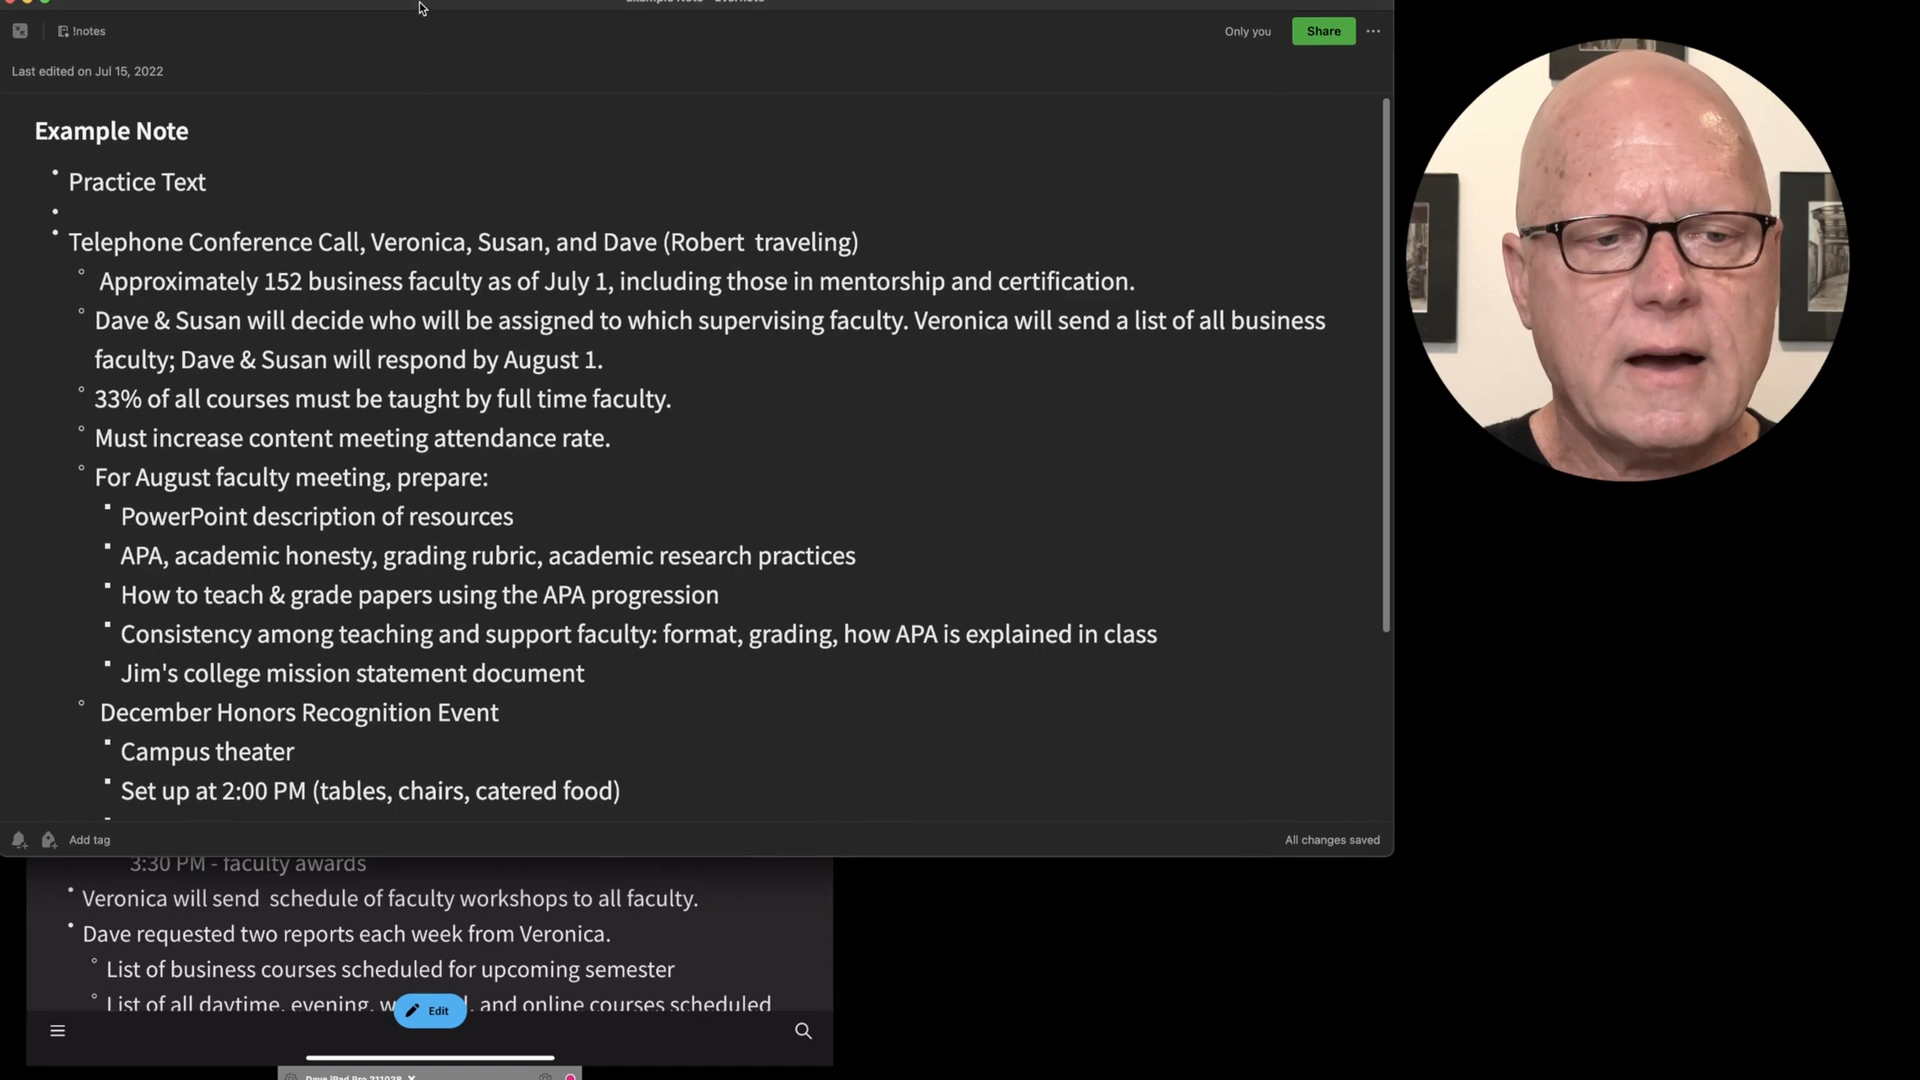 !notes
Only you
Share
Last edited on Jul 15, 2022
Example Note
Practice Text
Telephone Conference Call, Veronica, Susan, and Dave (Robert  traveling)
Approximately 152 business faculty as of July 1, including those in mentorship and certification.
Dave & Susan will decide who will be assigned to which supervising faculty. Veronica will send a list of all business
faculty; Dave & Susan will respond by August 1.
33% of all courses must be taught by full time faculty.
Must increase content meeting attendance rate.
For August faculty meeting, prepare:
PowerPoint description of resources
APA, academic honesty, grading rubric, academic research practices
How to teach & grade papers using the APA progression
Consistency among teaching and support faculty: format, grading, how APA is explained in class
Jim's college mission statement document
December Honors Recognition Event
Campus theater
Set up at 2:00 PM (tables, chairs, catered food)
Add tag
All changes saved
3:30 PM - faculty awards
Veronica will send  schedule of faculty workshops to all faculty.
Dave requested two reports each week from Veronica.
List of business courses scheduled for upcoming semester
List of all daytime, evening, and online courses scheduled
Edit
Dave iPad Pro 211028